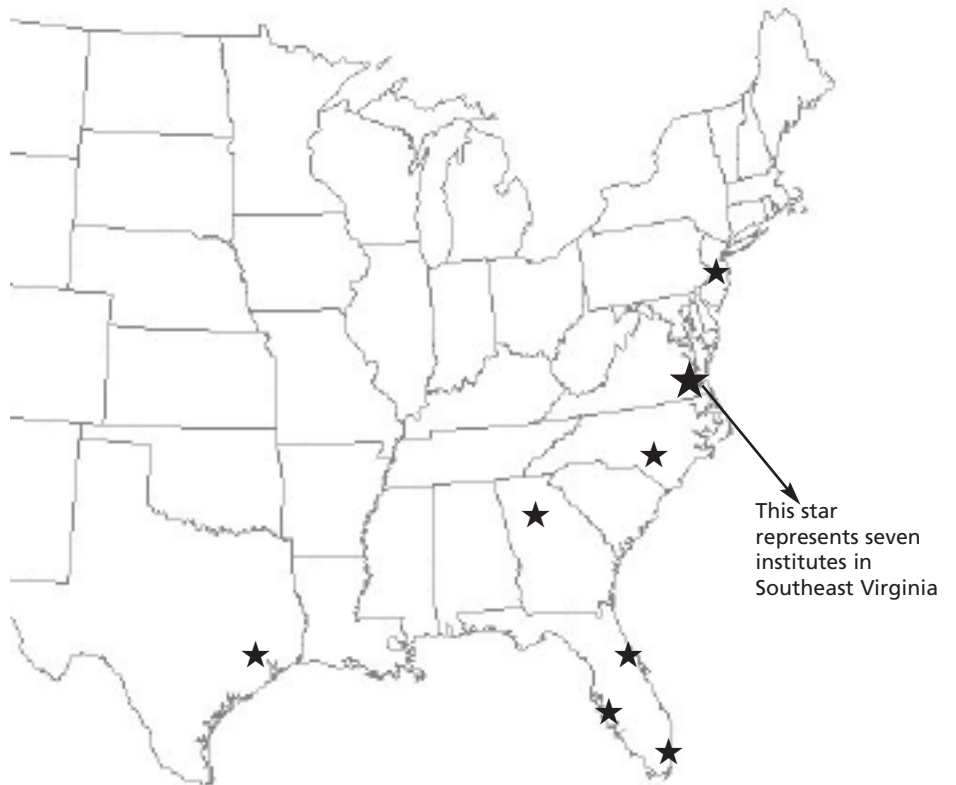 This star
represents seven
institutes in
Southeast Virginia